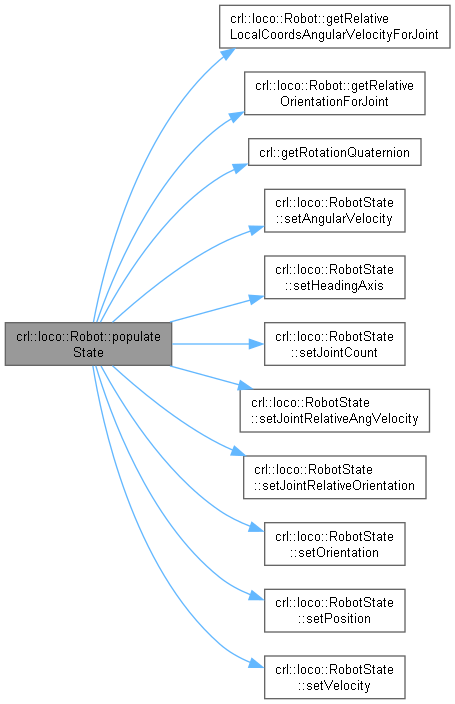 crl::loco::Robot::getRelative
LocalCoordsAngularVelocityForJoint
crl::loco::Robot::getRelative
OrientationForJoint
crl::getRotationQuaternion
crl::loco::RobotState
::setAngularVelocity
crl::loco::RobotState
::setHeadingAxis
crl::loco::Robot::populate
State
crl::loco::RobotState
::setJointCount
crl::loco::RobotState
::setJointRelativeAngVelocity
crl::loco::RobotState
::setJointRelativeOrientation
crl::loco::RobotState
::setOrientation
crl::loco::RobotState
::setPosition
crl::loco::RobotState
::setVelocity